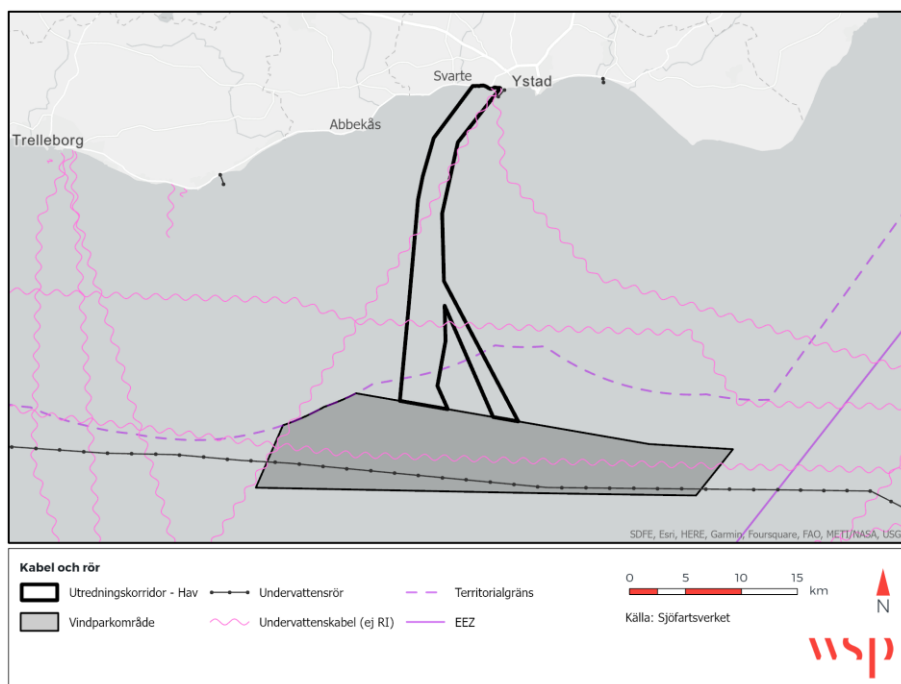 Svarte
Ystad
Abbekås
Trelleborg
SDFE, Esri, HERE, Garmin, Foursquare, FAO, METI/NASA, USG
Kabel och rör
Utredningskorridor - Hav
Undervattensrör
Territorialgräns
Vindparkområde
Undervattenskabel (ej RI)
EEZ
0 5 10 15
km
Källa: Sjöfartsverket
N
wsp